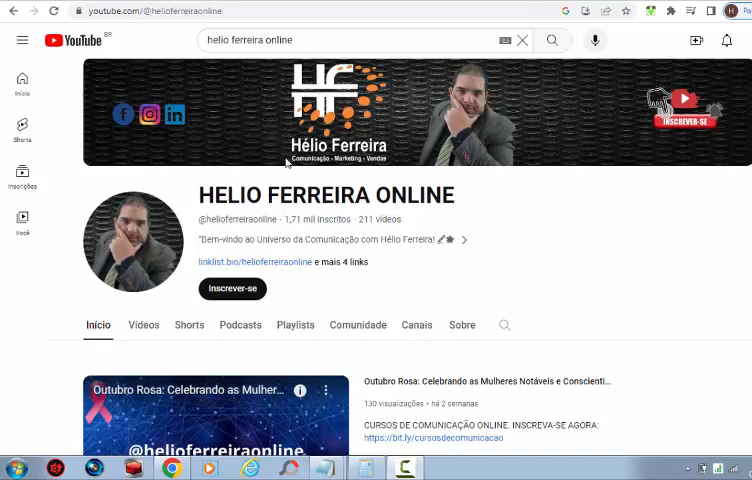 youtube.com/@helioferreiraonline
YouTube BR
helio ferreira online
Início
Shorts
Inscrições
Você
HF
Hélio Ferreira
Comunicação - Marketing - Vendas
INSCREVER-SE
HELIO FERREIRA ONLINE
@helioferreiraonline · 1,71 mil inscritos · 211 vídeos
"Bem-vindo ao Universo da Comunicação com Hélio Ferreira!
linklist.bio/helioferreiraonline e mais 4 links
Inscrever-se
Início Vídeos Shorts Podcasts Playlists Comunidade Canais Sobre
Outubro Rosa: Celebrando as Mulher...
@helioferreiraonline
Outubro Rosa: Celebrando as Mulheres Notáveis e Conscienti...
130 visualizações • há 2 semanas
CURSOS DE COMUNICAÇÃO ONLINE. INSCREVA-SE AGORA:
https://bit.ly/cursosdecomunicacao